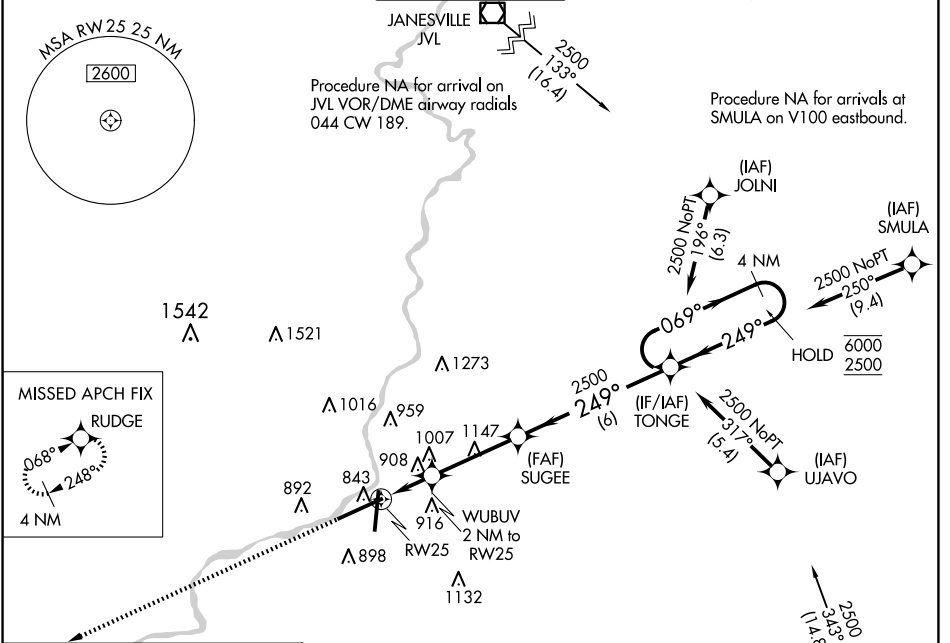 MSA RW 25 25 NM
2600
JANESVILLE
JVL
2500
133°
(16.4)
Procedure NA for arrival on
JVL VOR/DME airway radials
044 CW 189.
Procedure NA for arrivals at
SMULA on V100 eastbound.
(IAF)
JOLNI
2500 NoPT
196°
(6.3)
(IAF)
SMULA
2500 NoPT
250°
(9.4)
4 NM
069°
249°
HOLD
6000
2500
1542
1521
1273
1016
959
2500
249°
(6)
(IF/IAF)
TONGE
2500 NoPT
317°
(5.4)
(IAF)
UJAVO
MISSED APCH FIX
RUDGE
068°
248°
4 NM
1007
1147
908
(FAF)
SUGEE
892
843
916
WUBUV
2 NM to
RW25
RW25
898
1132
2500
343°